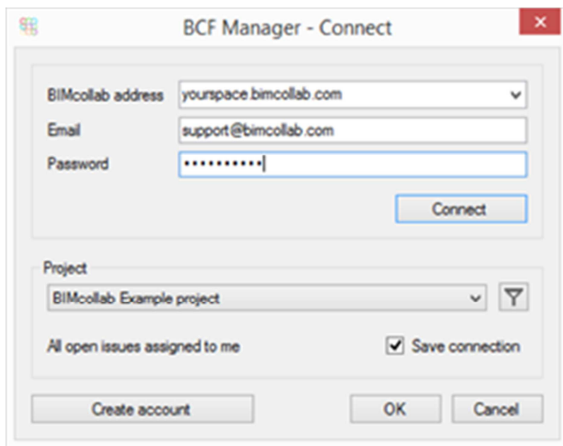 BCF Manager - Connect
BIMcollab address yourspace.bimcollab.com
Email support@bimcollab.com
Password ••••••••••
Connect
Project
BIMcollab Example project
All open issues assigned to me Save connection
Create account OK Cancel